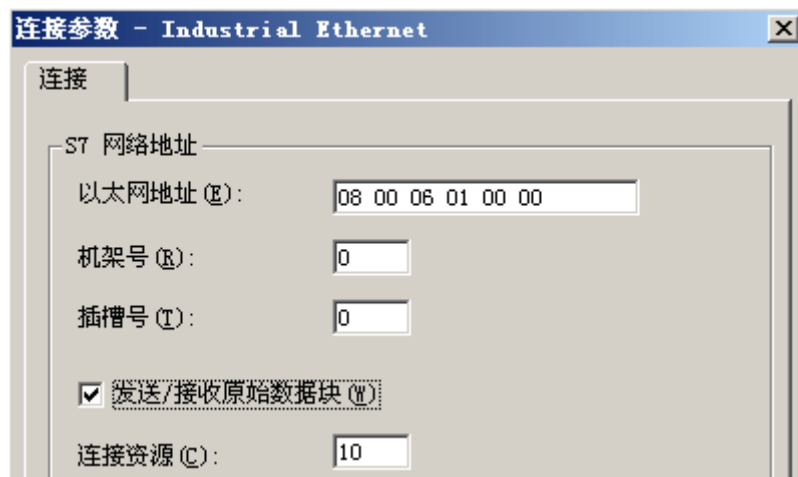 连接参数 - Industrial Ethernet
连接
S7 网络地址
以太网地址(E): 08 00 06 01 00 00
机架号(R): 0
插槽号(T): 0
发送/接收原始数据块(W)
连接资源(C): 10